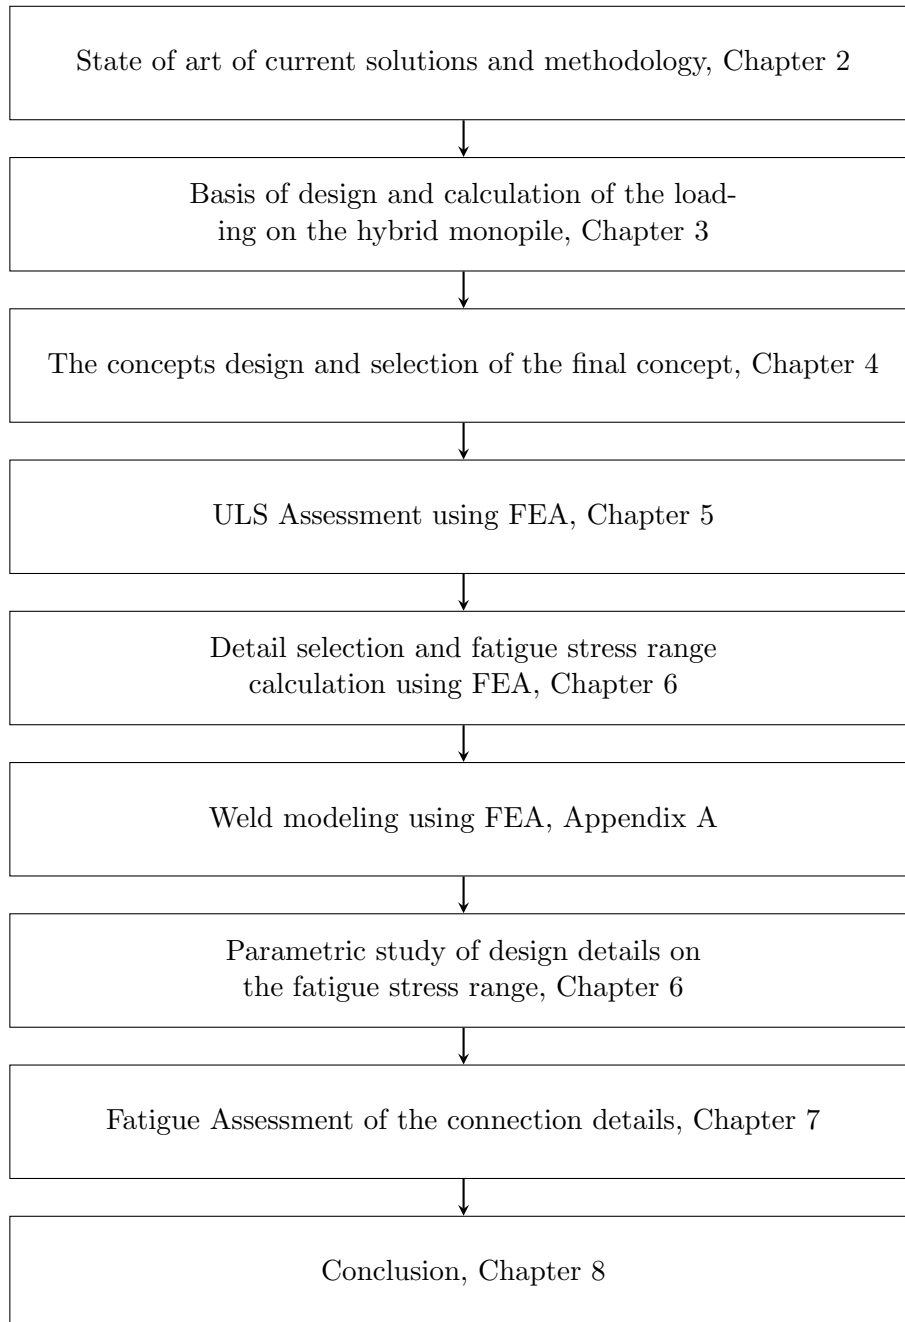 State of art of current solutions and methodology, Chapter 2
Basis of design and calculation of the load-
ing on the hybrid monopile, Chapter 3
The concepts design and selection of the final concept, Chapter 4
ULS Assessment using FEA, Chapter 5
Detail selection and fatigue stress range
calculation using FEA, Chapter 6
Weld modeling using FEA, Appendix A
Parametric study of design details on
the fatigue stress range, Chapter 6
Fatigue Assessment of the connection details, Chapter 7
Conclusion, Chapter 8